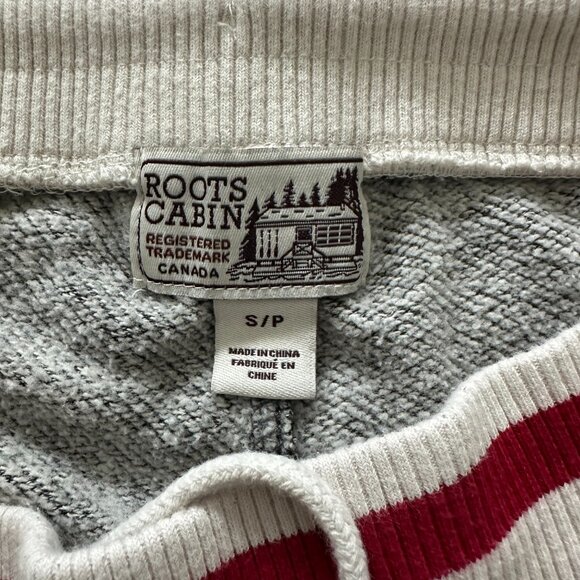 ROOTS
CABIN
REGISTERED
TRADEMARK
CANADA
S/P
MADE IN CHINA
FABRIQUÉ EN
CHINE